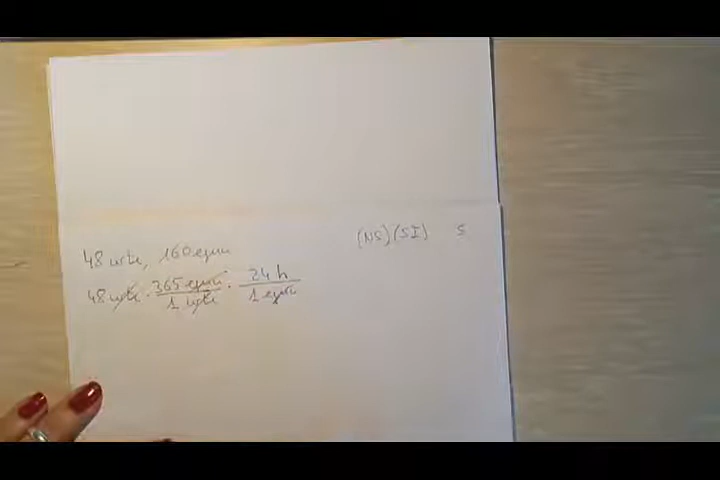 (NS)(SI) s
48 urte, 160 egun
48 urte · 365 egun / 1 urte · 24 h / 1 egun